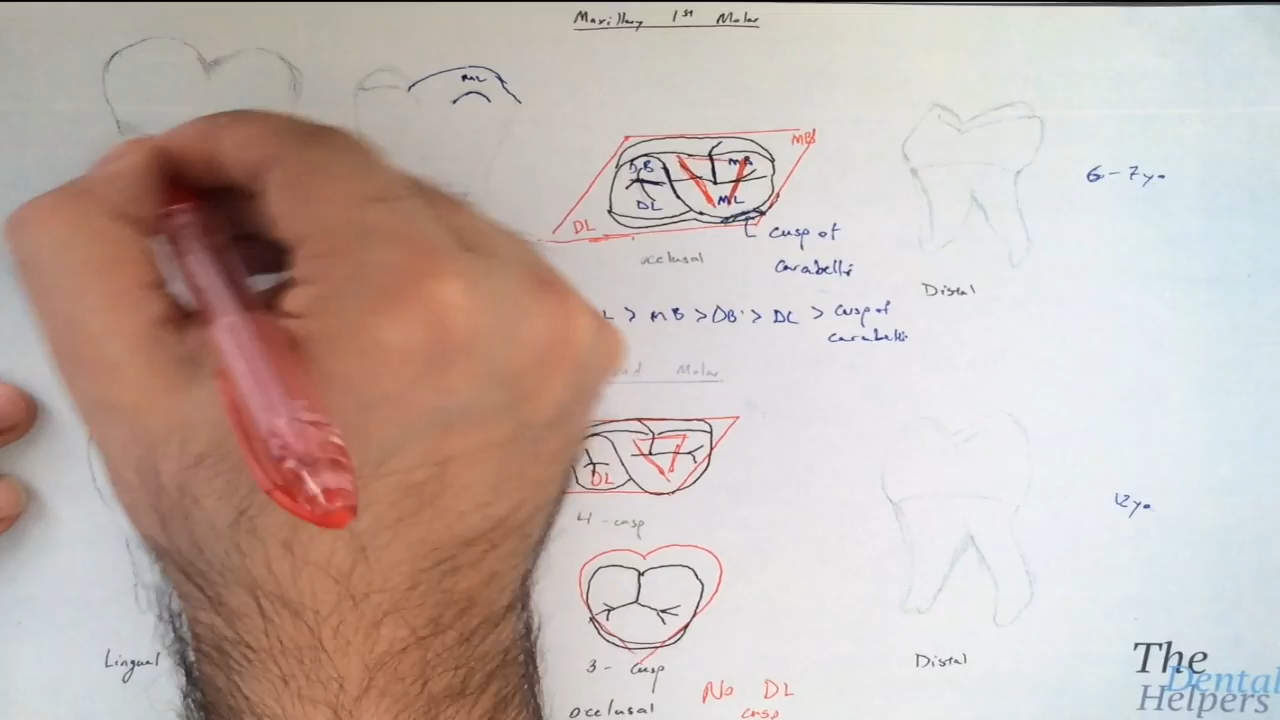 Maxillary 1st Molar
ML
MB
DB MB
DL ML
DL
6-7yo
cusp of
carabelli
occlusal
Distal
L > MB > DB > DL > cusp of
carabelli
nd Molar
DL
4-cusp
12yo
Lingual
3-cusp
Distal
occlusal
No DL
cusp
The
Dental
Helpers